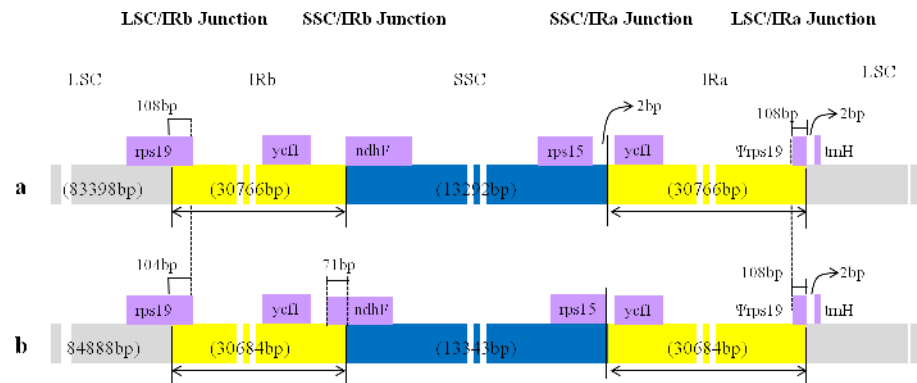 LSC/IRb Junction SSC/IRb Junction SSC/IRa Junction LSC/IRa Junction
LSC IRb SSC IRa LSC
108bp 2bp 108bp 2bp
rps19 ycf1 ndhF rps15 ycf1 Ψrps19 trnH
a (83398bp) (30766bp) (13292bp) (30766bp)
104bp 71bp 108bp 2bp
rps19 ycf1 ndhF rps15 ycf1 Ψrps19 trnH
b 84888bp) (30684bp) (13343bp) (30684bp)